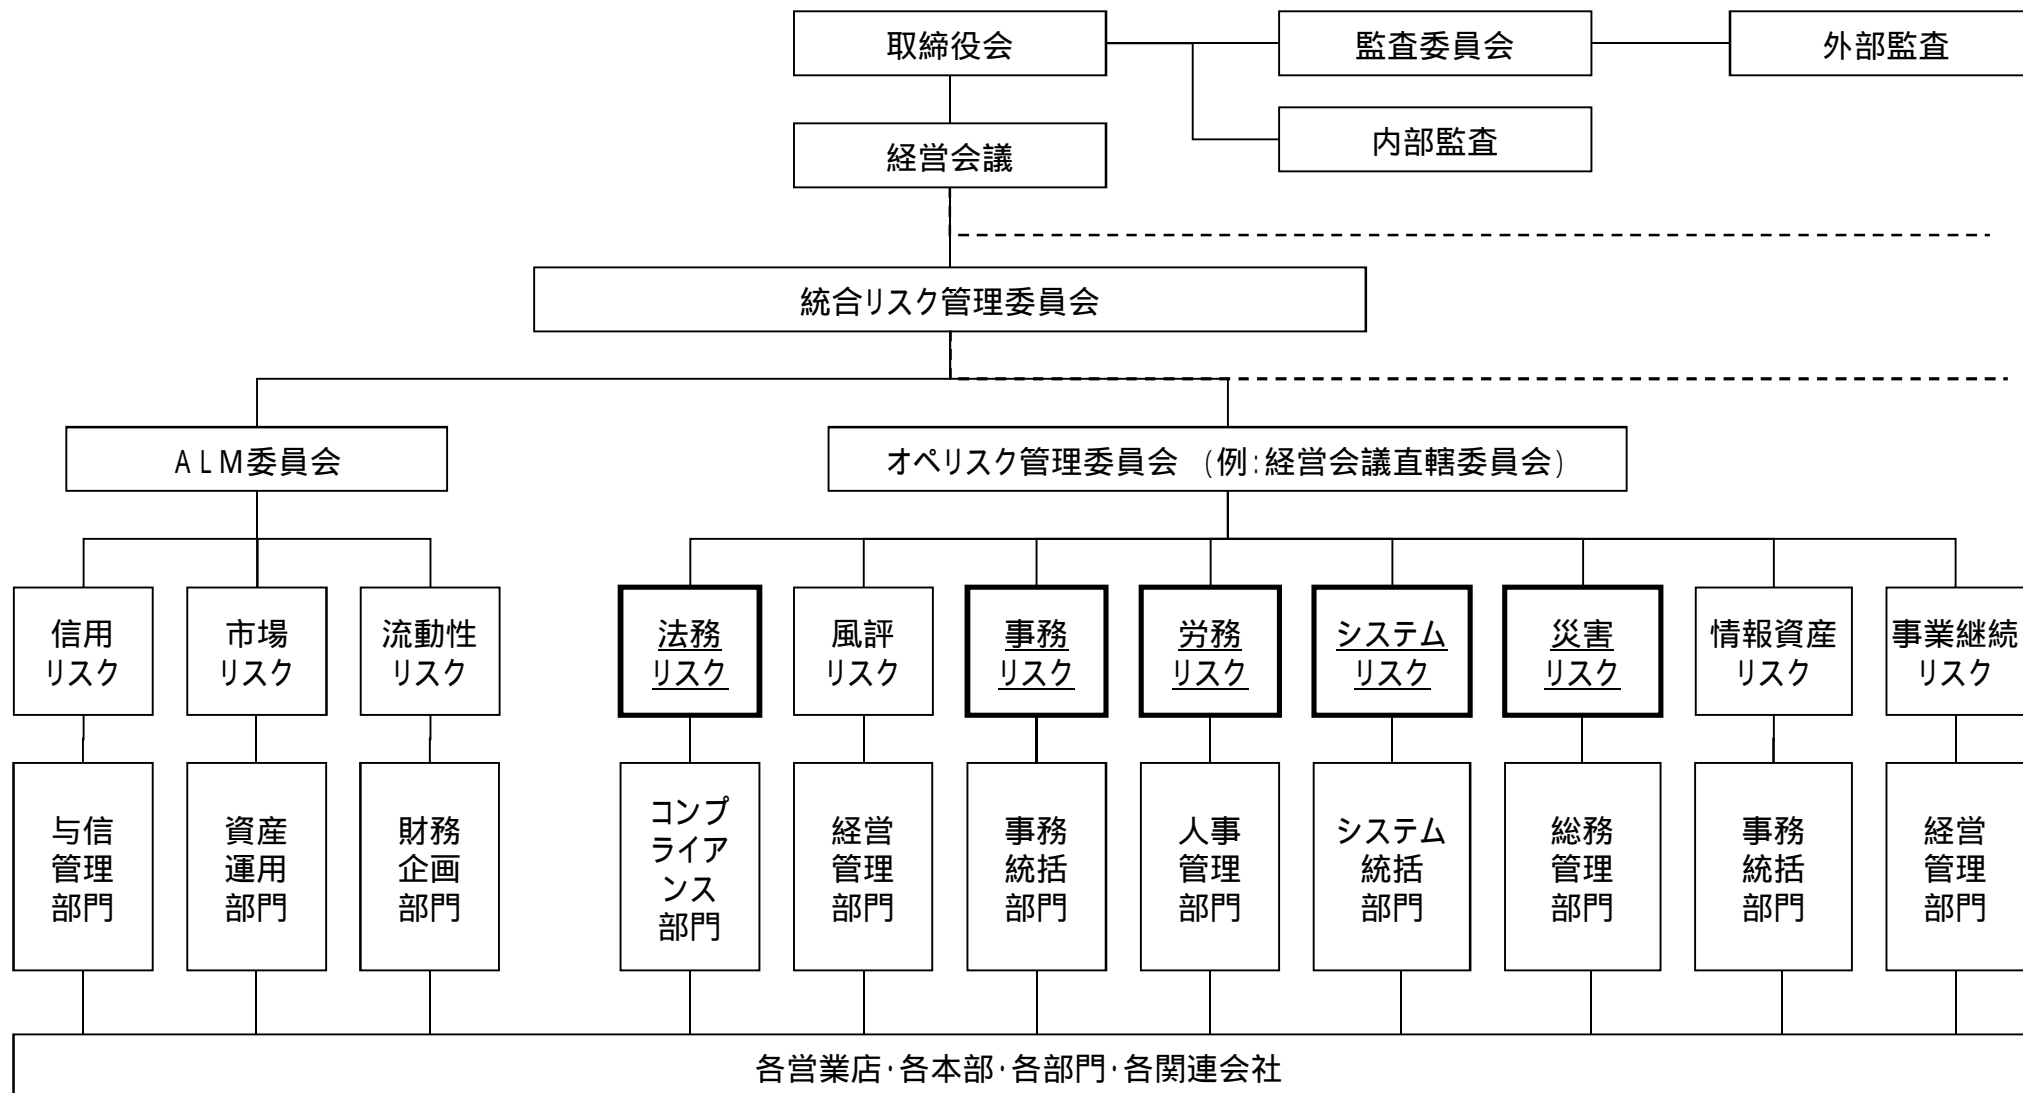 取締役会
監査委員会
外部監査
内部監査
経営会議
統合リスク管理委員会
ALM委員会
オペリスク管理委員会 (例:経営会議直轄委員会)
信用
リスク
市場
リスク
流動性
リスク
法務
リスク
風評
リスク
事務
リスク
労務
リスク
システム
リスク
災害
リスク
情報資産
リスク
事業継続
リスク
与信
管理
部門
資産
運用
部門
財務
企画
部門
コンプ
ライア
ンス
部門
経営
管理
部門
事務
統括
部門
人事
管理
部門
システム
統括
部門
総務
管理
部門
事務
統括
部門
経営
管理
部門
各営業店・各本部・各部門・各関連会社